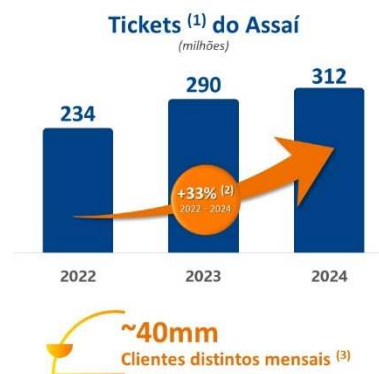 Tickets (1) do Assaí
(milhões)
234
290
312
+33% (2)
2022 - 2024
2022
2023
2024
~40mm
Clientes distintos mensais (3)